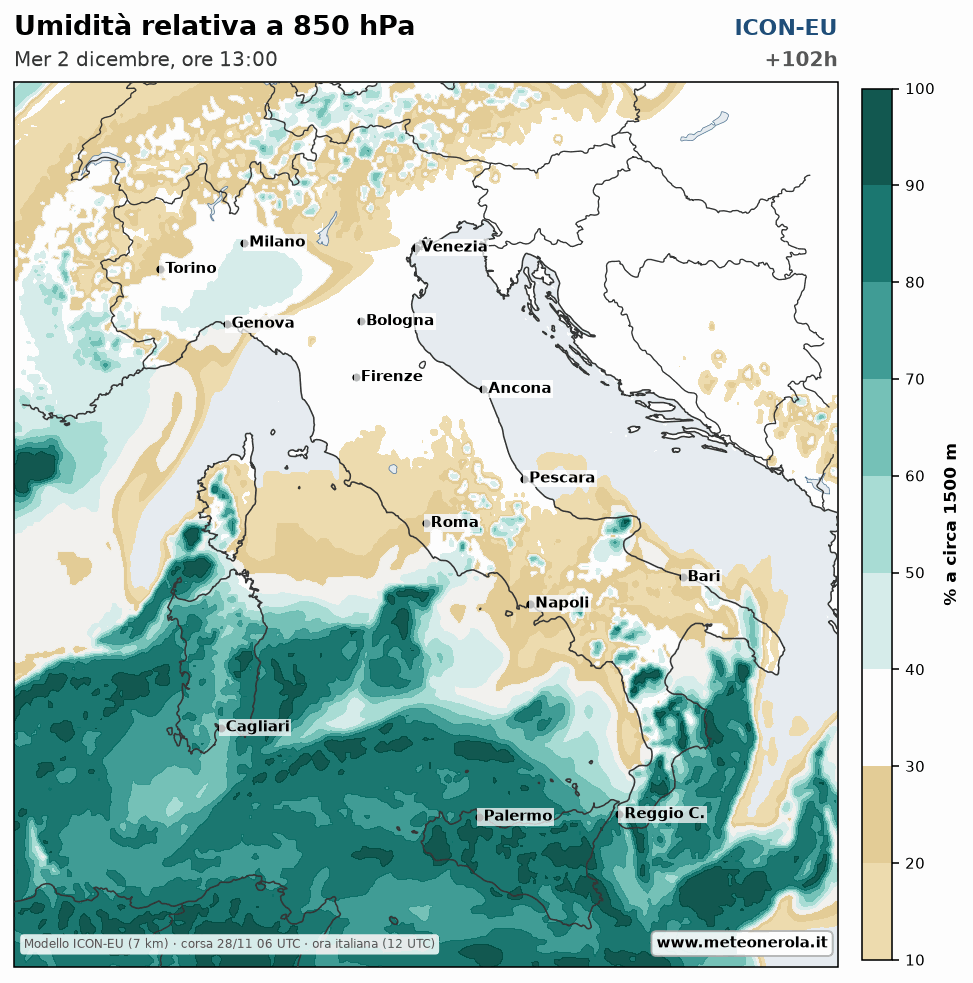 Umidità relativa a 850 hPa
ICON-EU
Mer 2 dicembre, ore 13:00
+102h
100
90
80
70
60
50
40
30
20
10
% a circa 1500 m
Milano
Venezia
Torino
Genova
Bologna
Firenze
Ancona
Pescara
Roma
Bari
Napoli
Cagliari
Palermo
Reggio C.
Modello ICON-EU (7 km) · corsa 28/11 06 UTC · ora italiana (12 UTC)
www.meteonerola.it